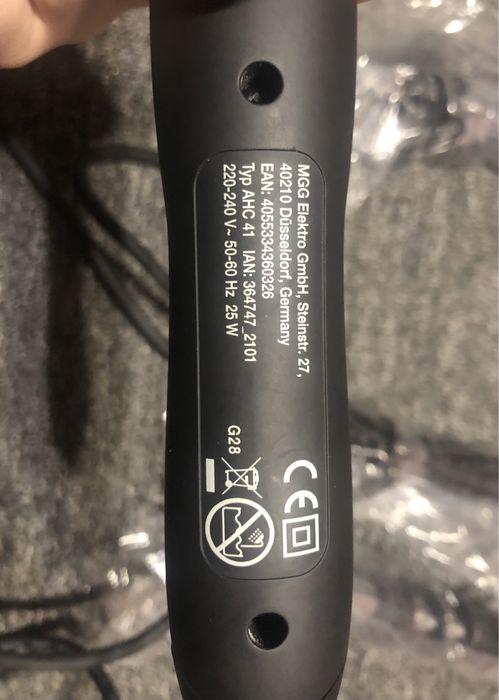 MGG Elektro GmbH, Steinstr. 27,
40210 Düsseldorf, Germany
EAN: 4055334360326
Typ AHC 41 IAN: 364747_2101
220-240 V~ 50-60 Hz 25 W
G28
CE